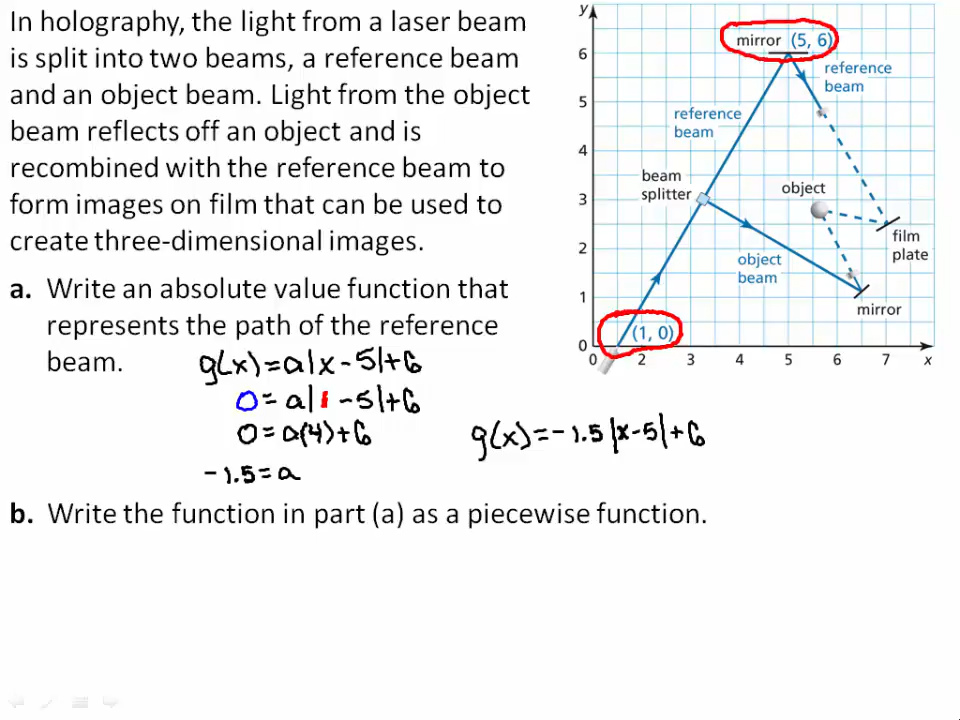 In holography, the light from a laser beam
is split into two beams, a reference beam
and an object beam. Light from the object
beam reflects off an object and is
recombined with the reference beam to
form images on film that can be used to
create three-dimensional images.
a. Write an absolute value function that
represents the path of the reference
beam.
g(x)=a|x-5|+6
0=a|1-5|+6
0=a(4)+6
-1.5=a
g(x)=-1.5|x-5|+6
b. Write the function in part (a) as a piecewise function.
y
mirror (5, 6)
6
reference
beam
5
reference
beam
4
beam
splitter
object
3
film
plate
2
object
beam
1
mirror
(1, 0)
0
0 2 3 4 5 6 7 x